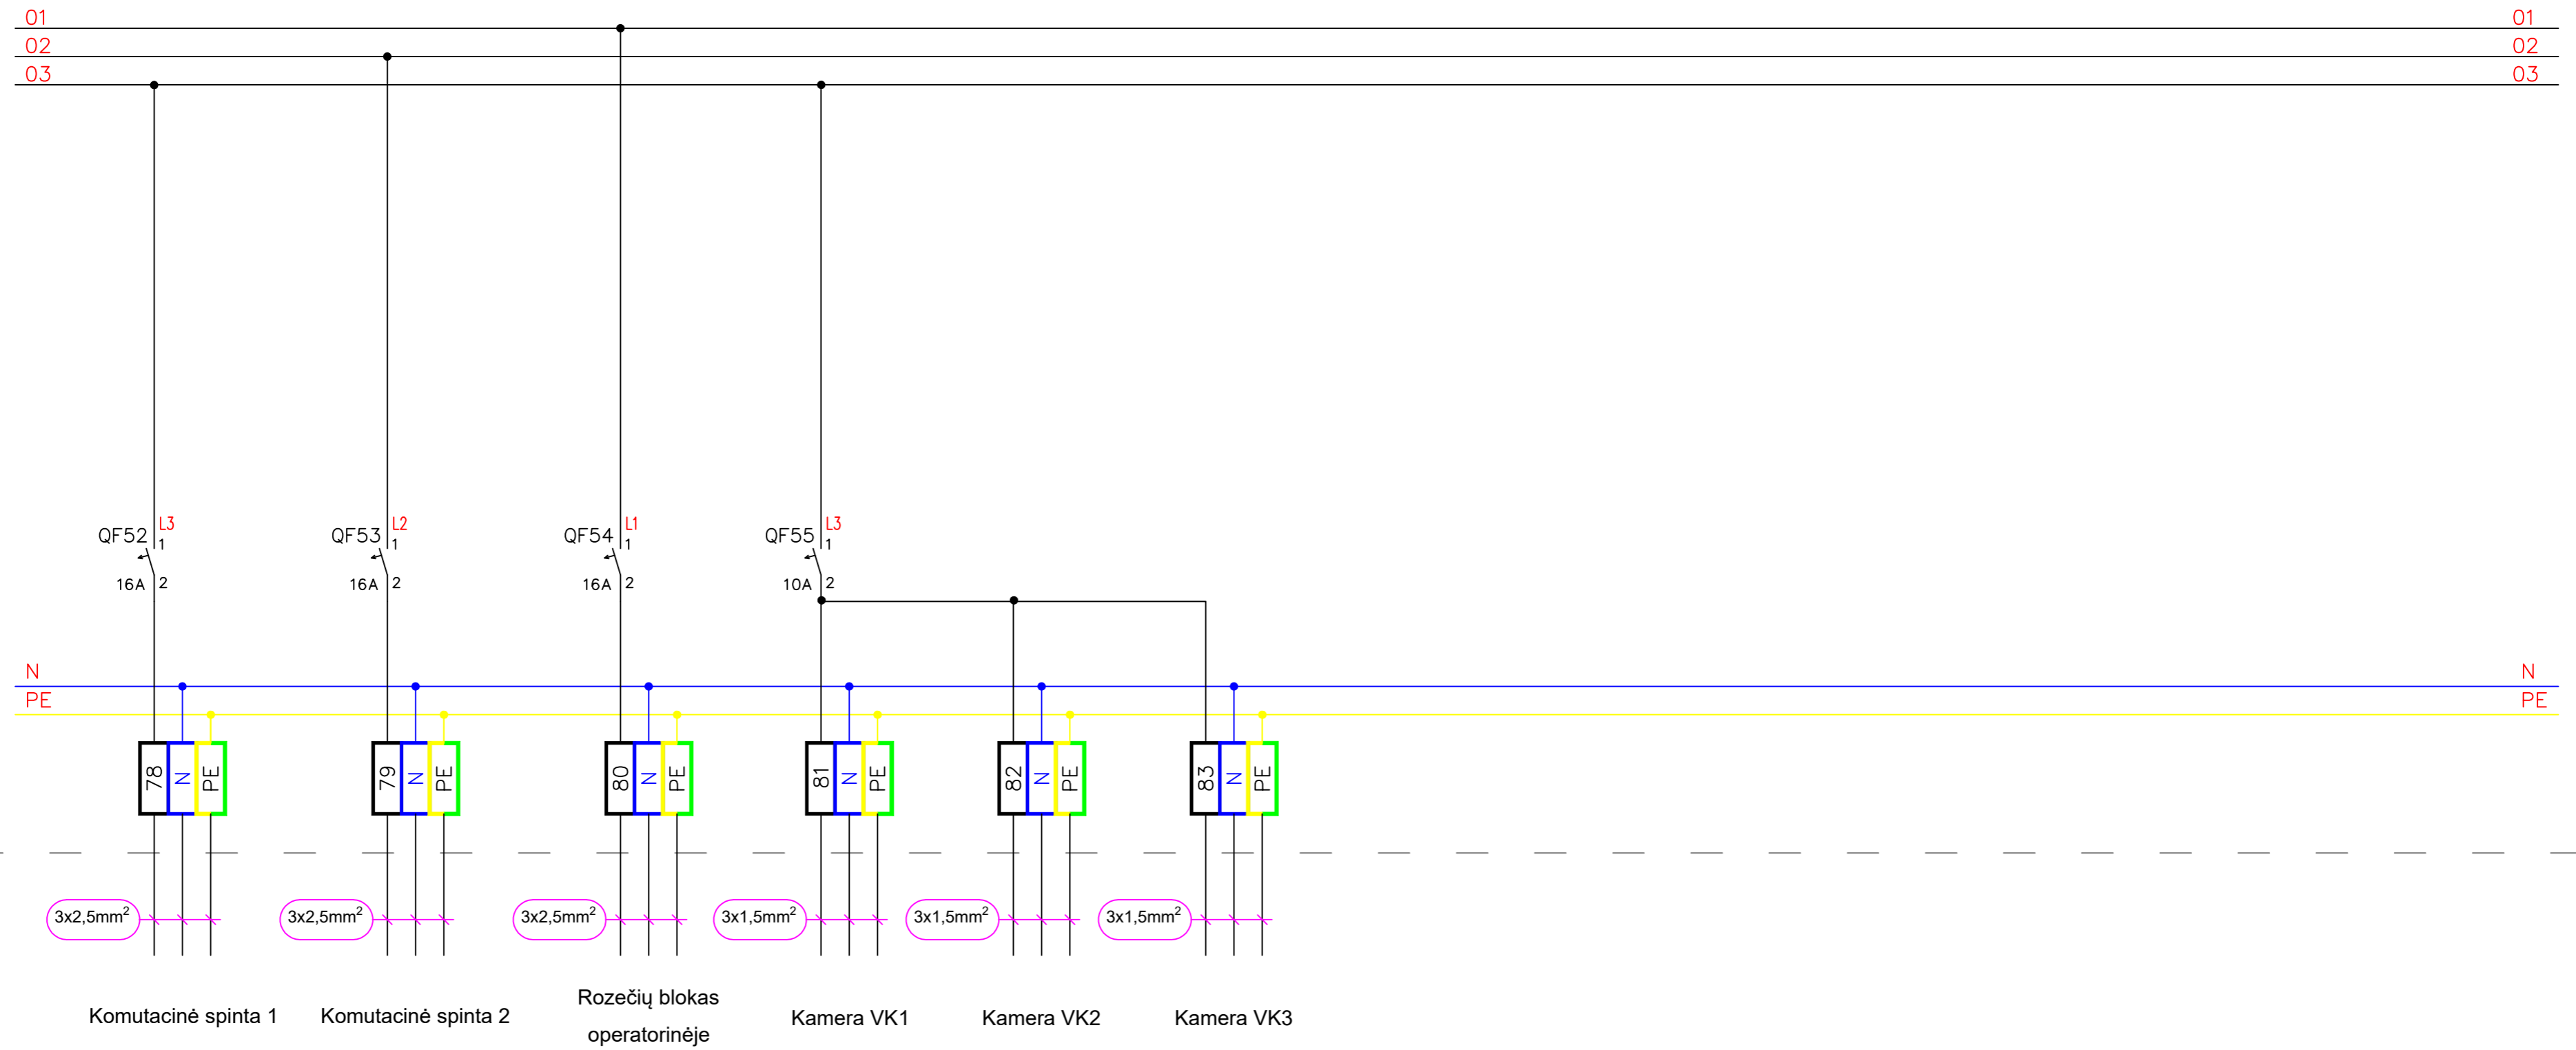 01 01
02 02
03 03
L3 L2 L1 L3
QF52 1 QF53 1 QF54 1 QF55 1
16A 2 16A 2 16A 2 10A 2
N N
PE PE
78 N PE 79 N PE 80 N PE 81 N PE 82 N PE 83 N PE
3x2,5mm² 3x2,5mm² 3x2,5mm² 3x1,5mm² 3x1,5mm² 3x1,5mm²
Komutacinė spinta 1
Komutacinė spinta 2
Rozečių blokas
operatorinėje
Kamera VK1
Kamera VK2
Kamera VK3